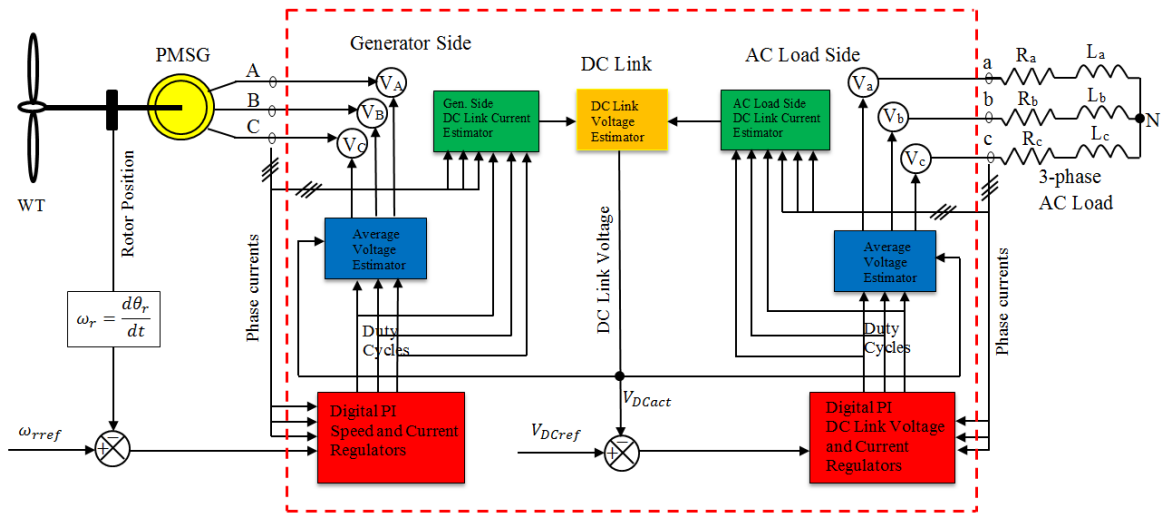 Generator Side
DC Link
AC Load Side
PMSG
A
B
C
V_A
V_B
V_C
Gen. Side
DC Link Current
Estimator
DC Link
Voltage
Estimator
AC Load Side
DC Link Current
Estimator
V_a
V_b
V_c
a
b
c
R_a
L_a
R_b
L_b
R_c
L_c
N
3-phase
AC Load
WT
Rotor Position
Phase currents
Average
Voltage
Estimator
DC Link Voltage
Average
Voltage
Estimator
Phase currents
ω_r = dθ_r/dt
Duty
Cycles
Duty
Cycles
V_DCact
ω_rref
+
Digital PI
Speed and Current
Regulators
V_DCref
+
−
Digital PI
DC Link Voltage
and Current
Regulators